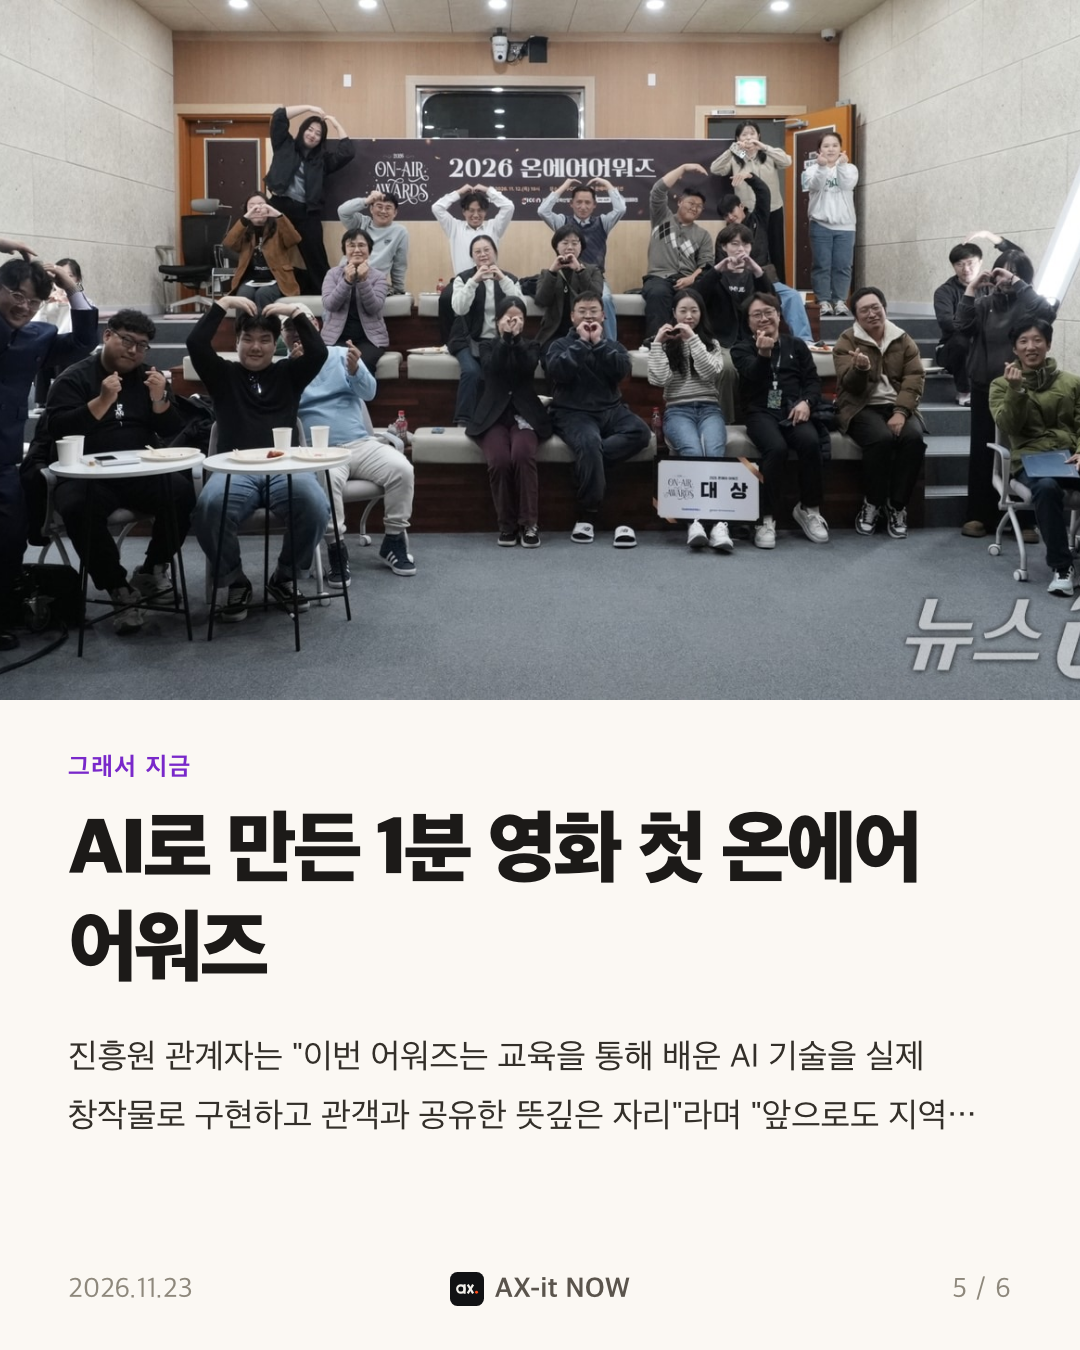 ON-AIR
AWARDS
2026 온에어어워즈
ON-AIR
AWARDS
대 상
뉴스
그래서 지금
AI로 만든 1분 영화 첫 온에어
어워즈
진흥원 관계자는 "이번 어워즈는 교육을 통해 배운 AI 기술을 실제
창작물로 구현하고 관객과 공유한 뜻깊은 자리"라며 "앞으로도 지역…
2026.11.23
ax.
AX-it NOW
5 / 6